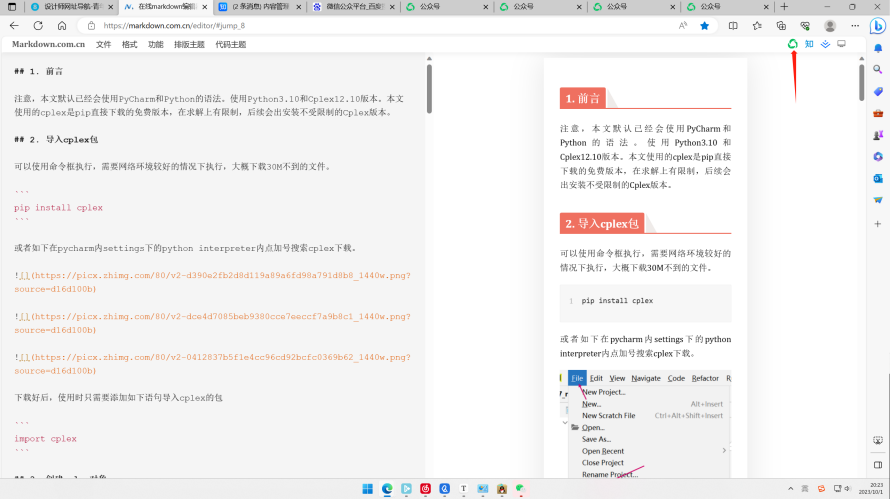 设计师网址导航-青年
在线markdown编辑
(2 条消息) 内容管理
微信公众平台_百度
公众号
公众号
公众号
公众号
https://markdown.com.cn/editor/#jump_8
Markdown.com.cn 文件 格式 功能 排版主题 代码主题
## 1. 前言
注意，本文默认已经会使用PyCharm和Python的语法。使用Python3.10和Cplex12.10版本。本文
使用的cplex是pip直接下载的免费版本，在求解上有限制，后续会出安装不受限制的Cplex版本。
## 2. 导入cplex包
可以使用命令框执行，需要网络环境较好的情况下执行，大概下载30M不到的文件。
```
pip install cplex
```
或者如下在pycharm内settings下的python interpreter内点加号搜索cplex下载。
![](https://picx.zhimg.com/80/v2-d390e2fb2d8d119a89a6fd98a791d8b8_1440w.png?
source=d16d100b)
![](https://picx.zhimg.com/80/v2-dce4d7085beb9380cce7eeccf7a9b8c1_1440w.png?
source=d16d100b)
![](https://picx.zhimg.com/80/v2-0412837b5f1e4cc96cd92bcfc0369b62_1440w.png?
source=d16d100b)
下载好后，使用时只需要添加如下语句导入cplex的包
```
import cplex
```
1. 前言
注意，本文默认已经会使用PyCharm和
Python的语法。使用Python3.10和
Cplex12.10版本。本文使用的cplex是pip直接
下载的免费版本，在求解上有限制，后续会
出安装不受限制的Cplex版本。
2. 导入cplex包
可以使用命令框执行，需要网络环境较好的
情况下执行，大概下载30M不到的文件。
1 pip install cplex
或者如下在pycharm内settings下的python
interpreter内点加号搜索cplex下载。
File Edit View Navigate Code Refactor
New Project...
New... Alt+Insert
New Scratch File Ctrl+Alt+Shift+Insert
Open...
Save As...
Open Recent
Close Project
Rename Project...
英
20:23
2023/10/1